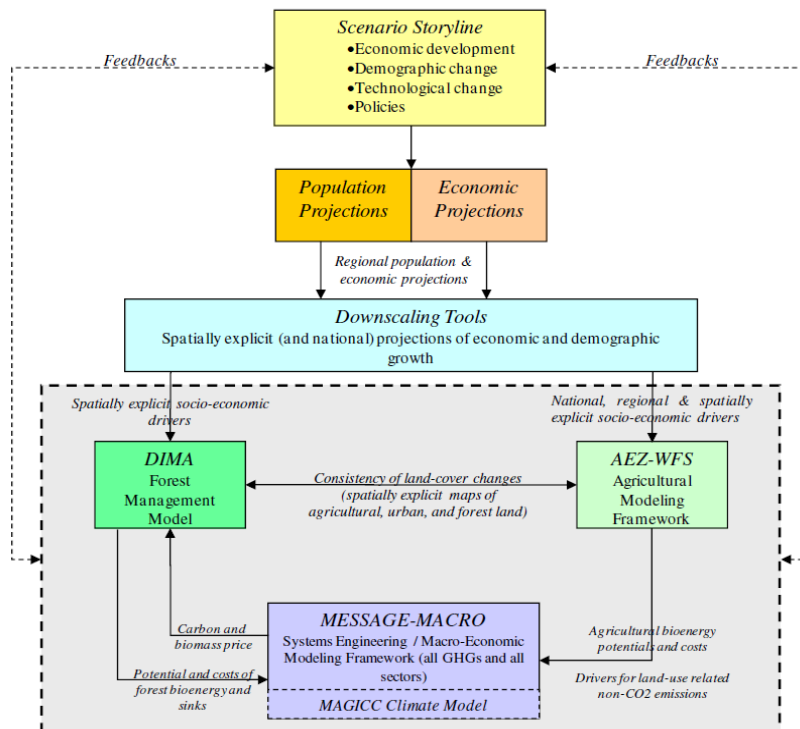 Scenario Storyline
•Economic development
•Demographic change
•Technological change
•Policies
Feedbacks
Feedbacks
Population
Projections
Economic
Projections
Regional population &
economic projections
Downscaling Tools
Spatially explicit (and national) projections of economic and demographic
growth
Spatially explicit socio-economic
drivers
National, regional & spatially
explicit socio-economic drivers
DIMA
Forest
Management
Model
Consistency of land-cover changes
(spatially explicit maps of
agricultural, urban, and forest land)
AEZ-WFS
Agricultural
Modeling
Framework
Carbon and
biomass price
Potential and costs of
forest bioenergy and
sinks
MESSAGE-MACRO
Systems Engineering / Macro-Economic
Modeling Framework (all GHGs and all
sectors)
MAGICC Climate Model
Agricultural bioenergy
potentials and costs
Drivers for land-use related
non-CO2 emissions